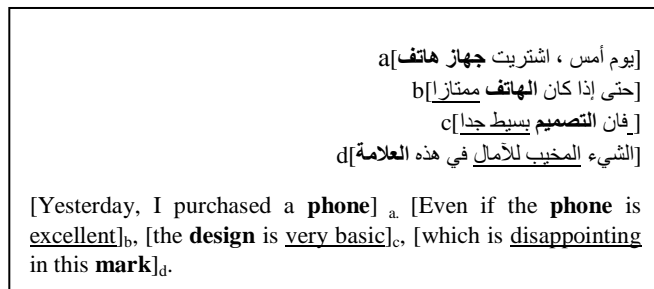 [يوم أمس ، اشتريت جهاز هاتف]a
[حتى إذا كان الهاتف ممتازا]b
[ فان التصميم بسيط جدا]c
[الشيء المخيب للآمال في هذه العلامة]d
[Yesterday, I purchased a phone] a. [Even if the phone is
excellent]b, [the design is very basic]c, [which is disappointing
in this mark]d.